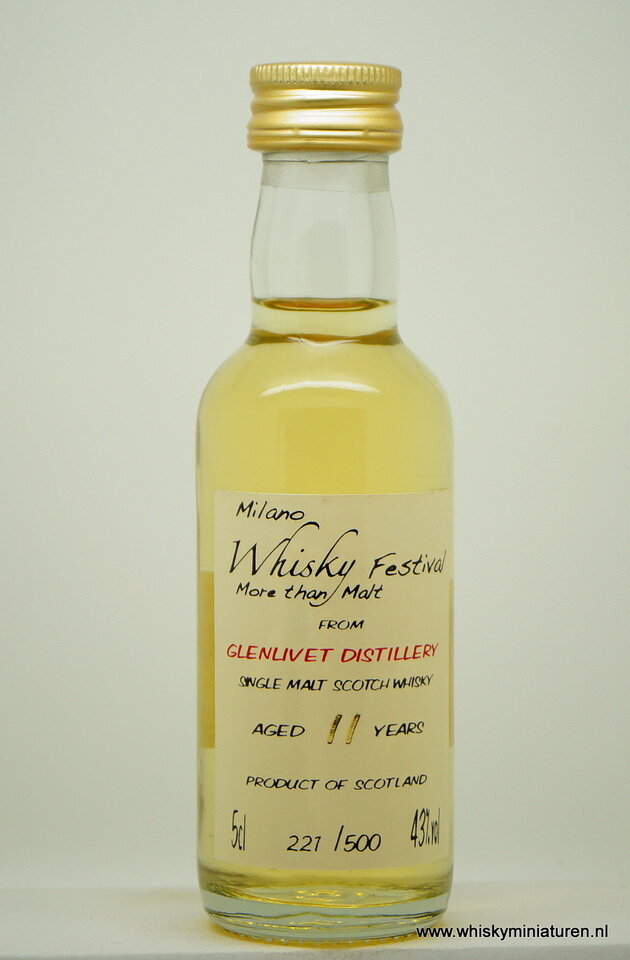 Milano
Whisky Festival
More than Malt
FROM
GLENLIVET DISTILLERY
SINGLE MALT SCOTCH WHISKY
AGED 11 YEARS
PRODUCT OF SCOTLAND
5cl 221/500 43%vol
www.whiskyminiaturen.nl